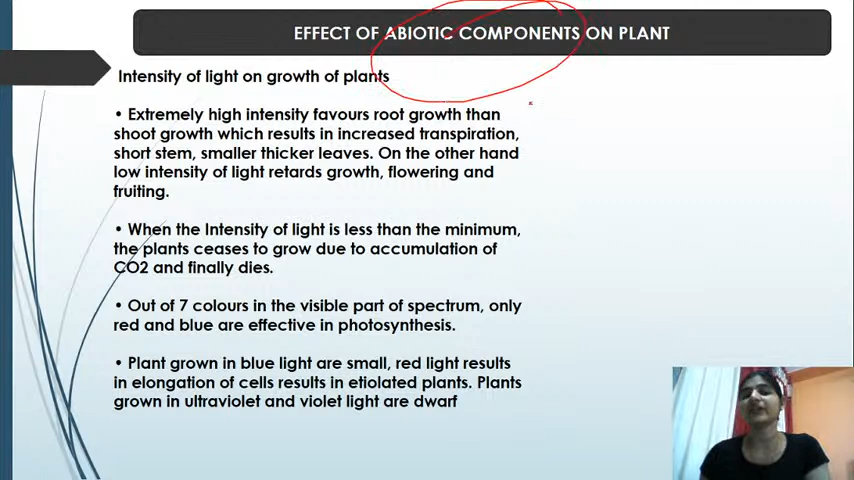 EFFECT OF ABIOTIC COMPONENTS ON PLANT
Intensity of light on growth of plants
• Extremely high intensity favours root growth than
shoot growth which results in increased transpiration,
short stem, smaller thicker leaves. On the other hand
low intensity of light retards growth, flowering and
fruiting.
• When the Intensity of light is less than the minimum,
the plants ceases to grow due to accumulation of
CO2 and finally dies.
• Out of 7 colours in the visible part of spectrum, only
red and blue are effective in photosynthesis.
• Plant grown in blue light are small, red light results
in elongation of cells results in etiolated plants. Plants
grown in ultraviolet and violet light are dwarf